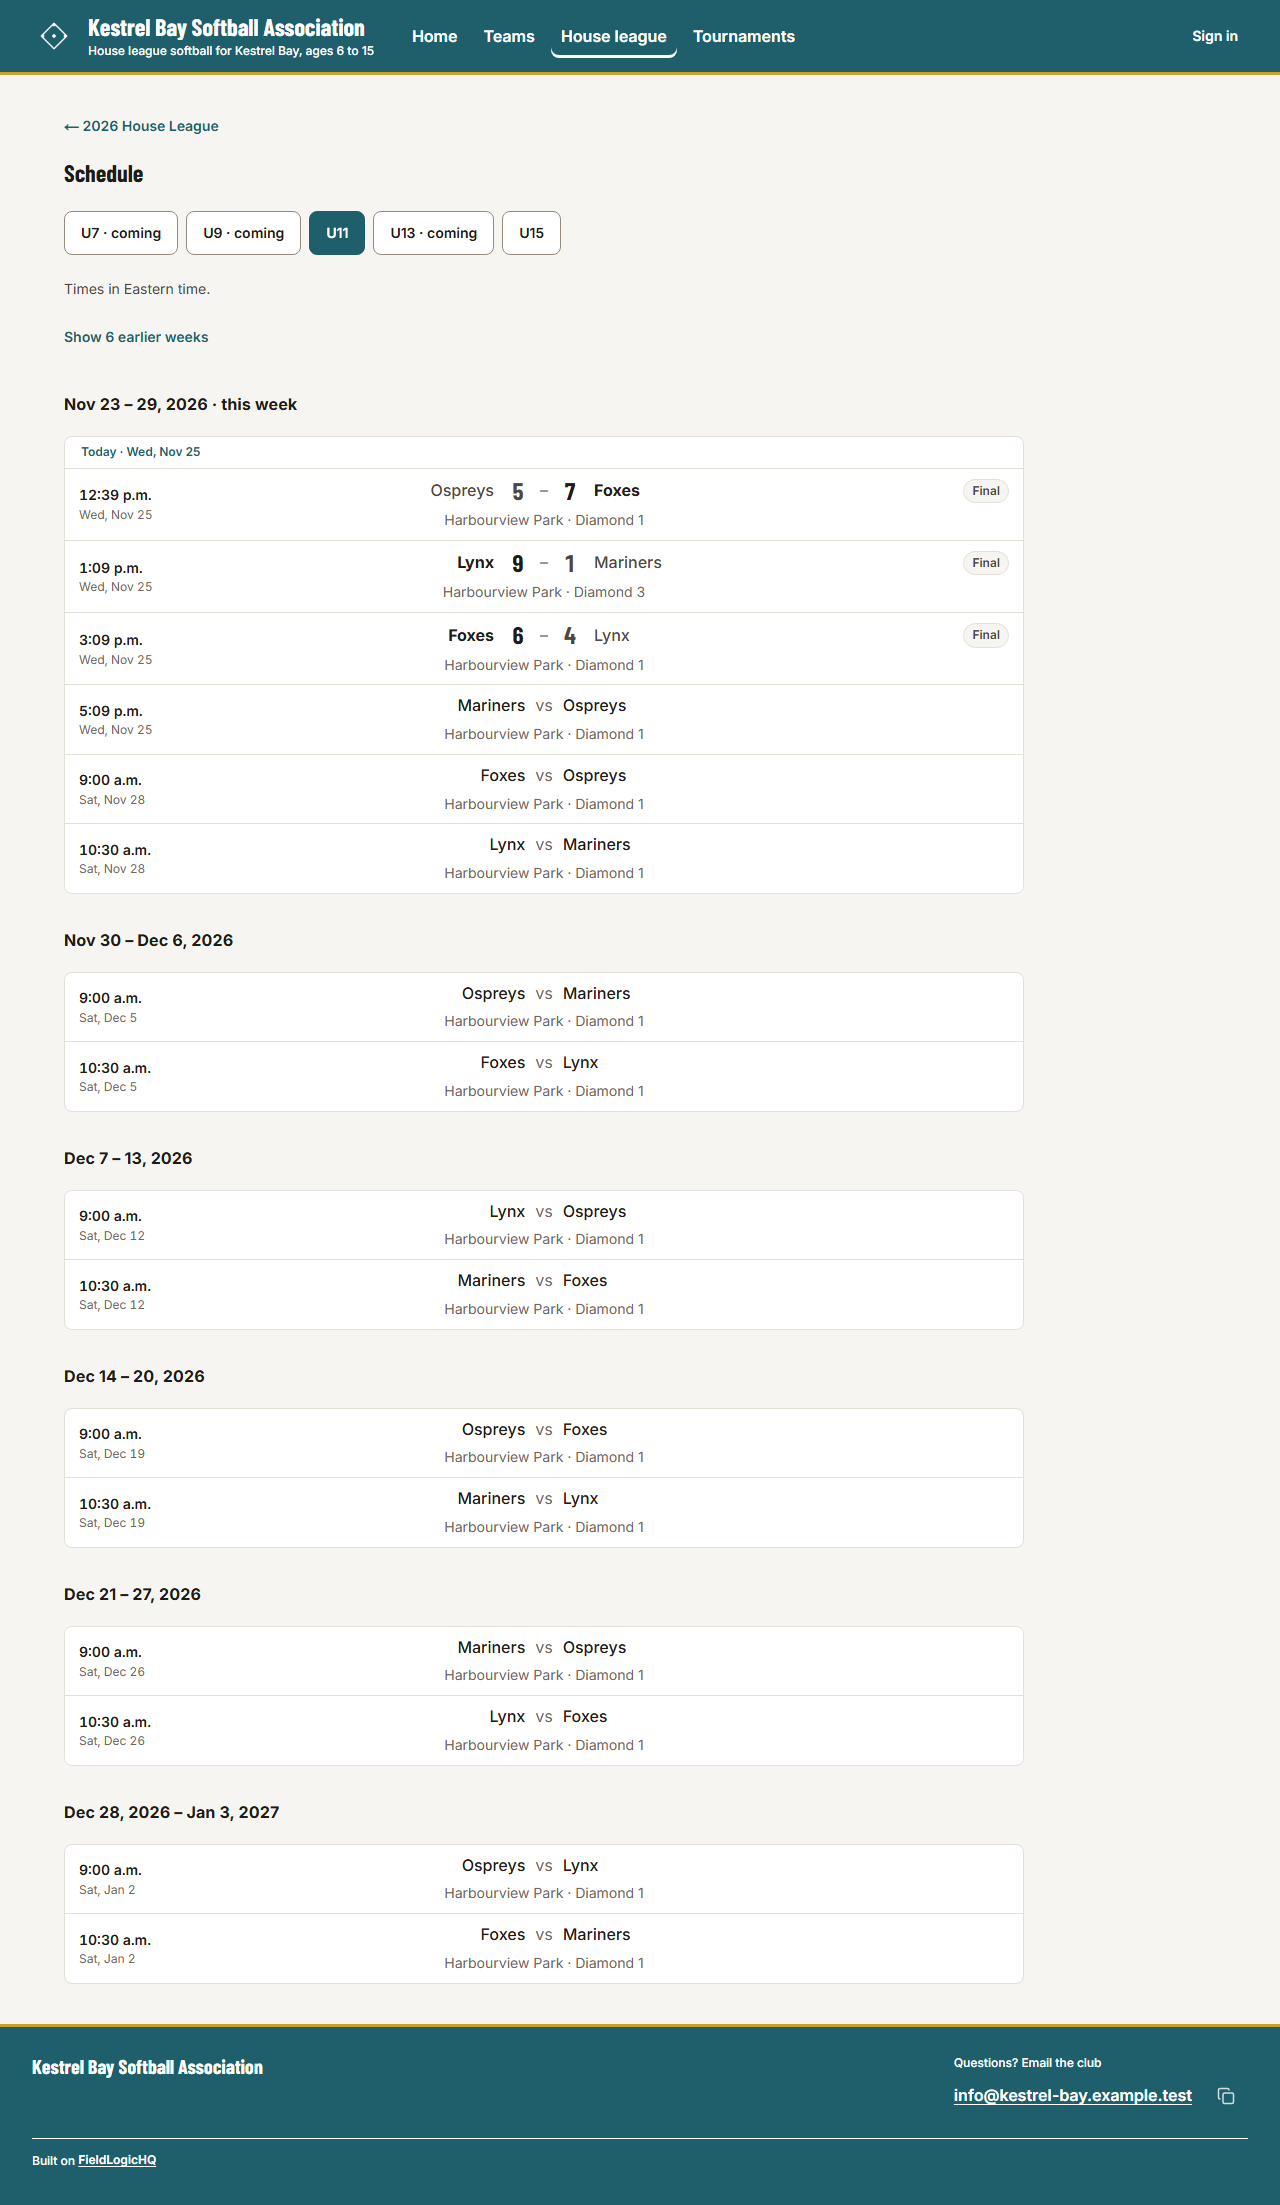 Kestrel Bay Softball Association
House league softball for Kestrel Bay, ages 6 to 15
Home
Teams
House league
Tournaments
Sign in
← 2026 House League
Schedule
U7 · coming
U9 · coming
U11
U13 · coming
U15
Times in Eastern time.
Show 6 earlier weeks
Nov 23 – 29, 2026 · this week
Today · Wed, Nov 25
12:39 p.m.
Wed, Nov 25
Ospreys 5 – 7 Foxes
Harbourview Park · Diamond 1
Final
1:09 p.m.
Wed, Nov 25
Lynx 9 – 1 Mariners
Harbourview Park · Diamond 3
Final
3:09 p.m.
Wed, Nov 25
Foxes 6 – 4 Lynx
Harbourview Park · Diamond 1
Final
5:09 p.m.
Wed, Nov 25
Mariners vs Ospreys
Harbourview Park · Diamond 1
9:00 a.m.
Sat, Nov 28
Foxes vs Ospreys
Harbourview Park · Diamond 1
10:30 a.m.
Sat, Nov 28
Lynx vs Mariners
Harbourview Park · Diamond 1
Nov 30 – Dec 6, 2026
9:00 a.m.
Sat, Dec 5
Ospreys vs Mariners
Harbourview Park · Diamond 1
10:30 a.m.
Sat, Dec 5
Foxes vs Lynx
Harbourview Park · Diamond 1
Dec 7 – 13, 2026
9:00 a.m.
Sat, Dec 12
Lynx vs Ospreys
Harbourview Park · Diamond 1
10:30 a.m.
Sat, Dec 12
Mariners vs Foxes
Harbourview Park · Diamond 1
Dec 14 – 20, 2026
9:00 a.m.
Sat, Dec 19
Ospreys vs Foxes
Harbourview Park · Diamond 1
10:30 a.m.
Sat, Dec 19
Mariners vs Lynx
Harbourview Park · Diamond 1
Dec 21 – 27, 2026
9:00 a.m.
Sat, Dec 26
Mariners vs Ospreys
Harbourview Park · Diamond 1
10:30 a.m.
Sat, Dec 26
Lynx vs Foxes
Harbourview Park · Diamond 1
Dec 28, 2026 – Jan 3, 2027
9:00 a.m.
Sat, Jan 2
Ospreys vs Lynx
Harbourview Park · Diamond 1
10:30 a.m.
Sat, Jan 2
Foxes vs Mariners
Harbourview Park · Diamond 1
Kestrel Bay Softball Association
Questions? Email the club
info@kestrel-bay.example.test
Built on FieldLogicHQ